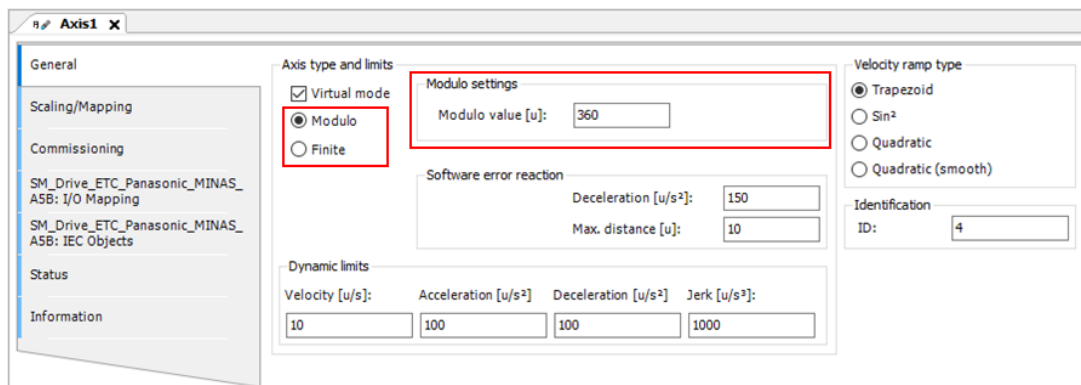 Axis1
General
Scaling/Mapping
Commissioning
SM_Drive_ETC_Panasonic_MINAS_
A5B: I/O Mapping
SM_Drive_ETC_Panasonic_MINAS_
A5B: IEC Objects
Status
Information
Axis type and limits
Virtual mode
Modulo
Finite
Modulo settings
Modulo value [u]: 360
Software error reaction
Deceleration [u/s²]: 150
Max. distance [u]: 10
Dynamic limits
Velocity [u/s]: Acceleration [u/s²] Deceleration [u/s²] Jerk [u/s³]:
10 100 100 1000
Velocity ramp type
Trapezoid
Sin²
Quadratic
Quadratic (smooth)
Identification
ID: 4